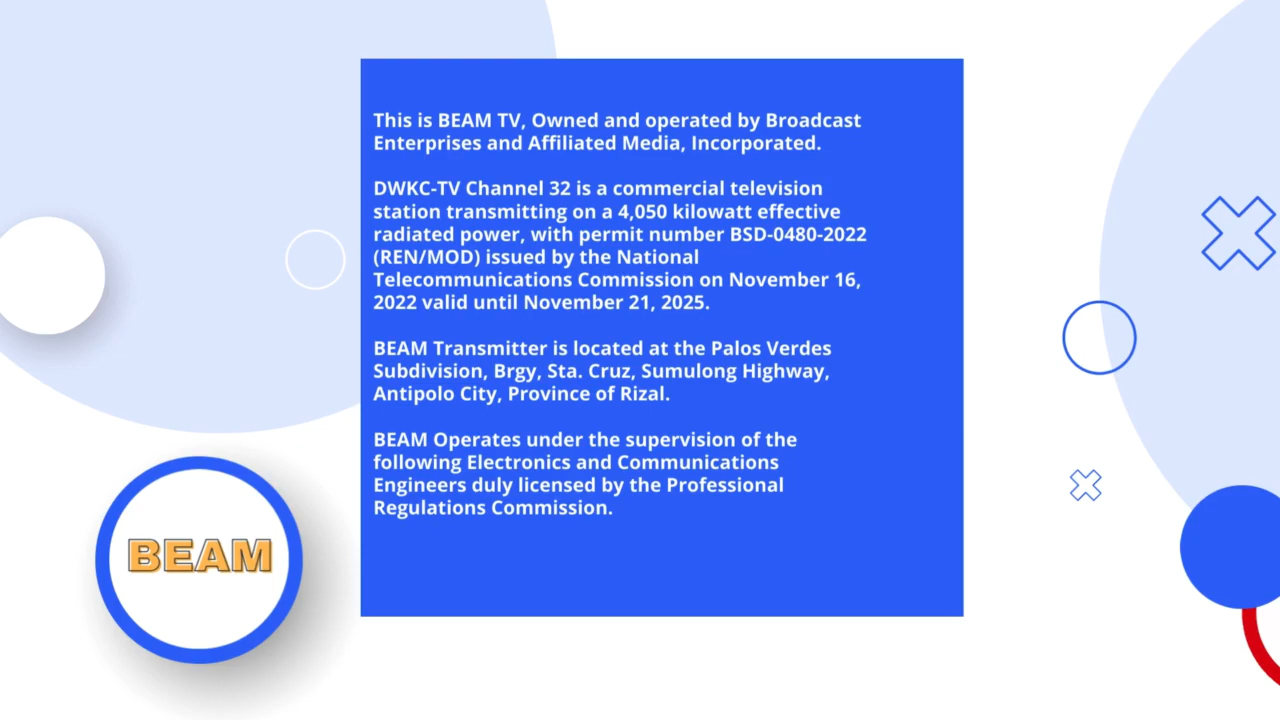 This is BEAM TV, Owned and operated by Broadcast
Enterprises and Affiliated Media, Incorporated.
DWKC-TV Channel 32 is a commercial television
station transmitting on a 4,050 kilowatt effective
radiated power, with permit number BSD-0480-2022
(REN/MOD) issued by the National
Telecommunications Commission on November 16,
2022 valid until November 21, 2025.
BEAM Transmitter is located at the Palos Verdes
Subdivision, Brgy, Sta. Cruz, Sumulong Highway,
Antipolo City, Province of Rizal.
BEAM Operates under the supervision of the
following Electronics and Communications
Engineers duly licensed by the Professional
Regulations Commission.
BEAM